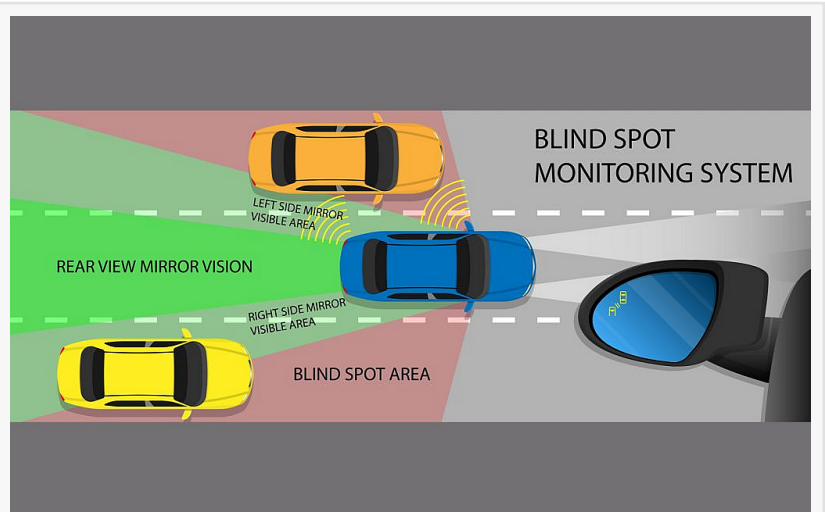 BLIND SPOT
MONITORING SYSTEM
LEFT SIDE MIRROR
VISIBLE AREA
REAR VIEW MIRROR VISION
RIGHT SIDE MIRROR
VISIBLE AREA
BLIND SPOT AREA